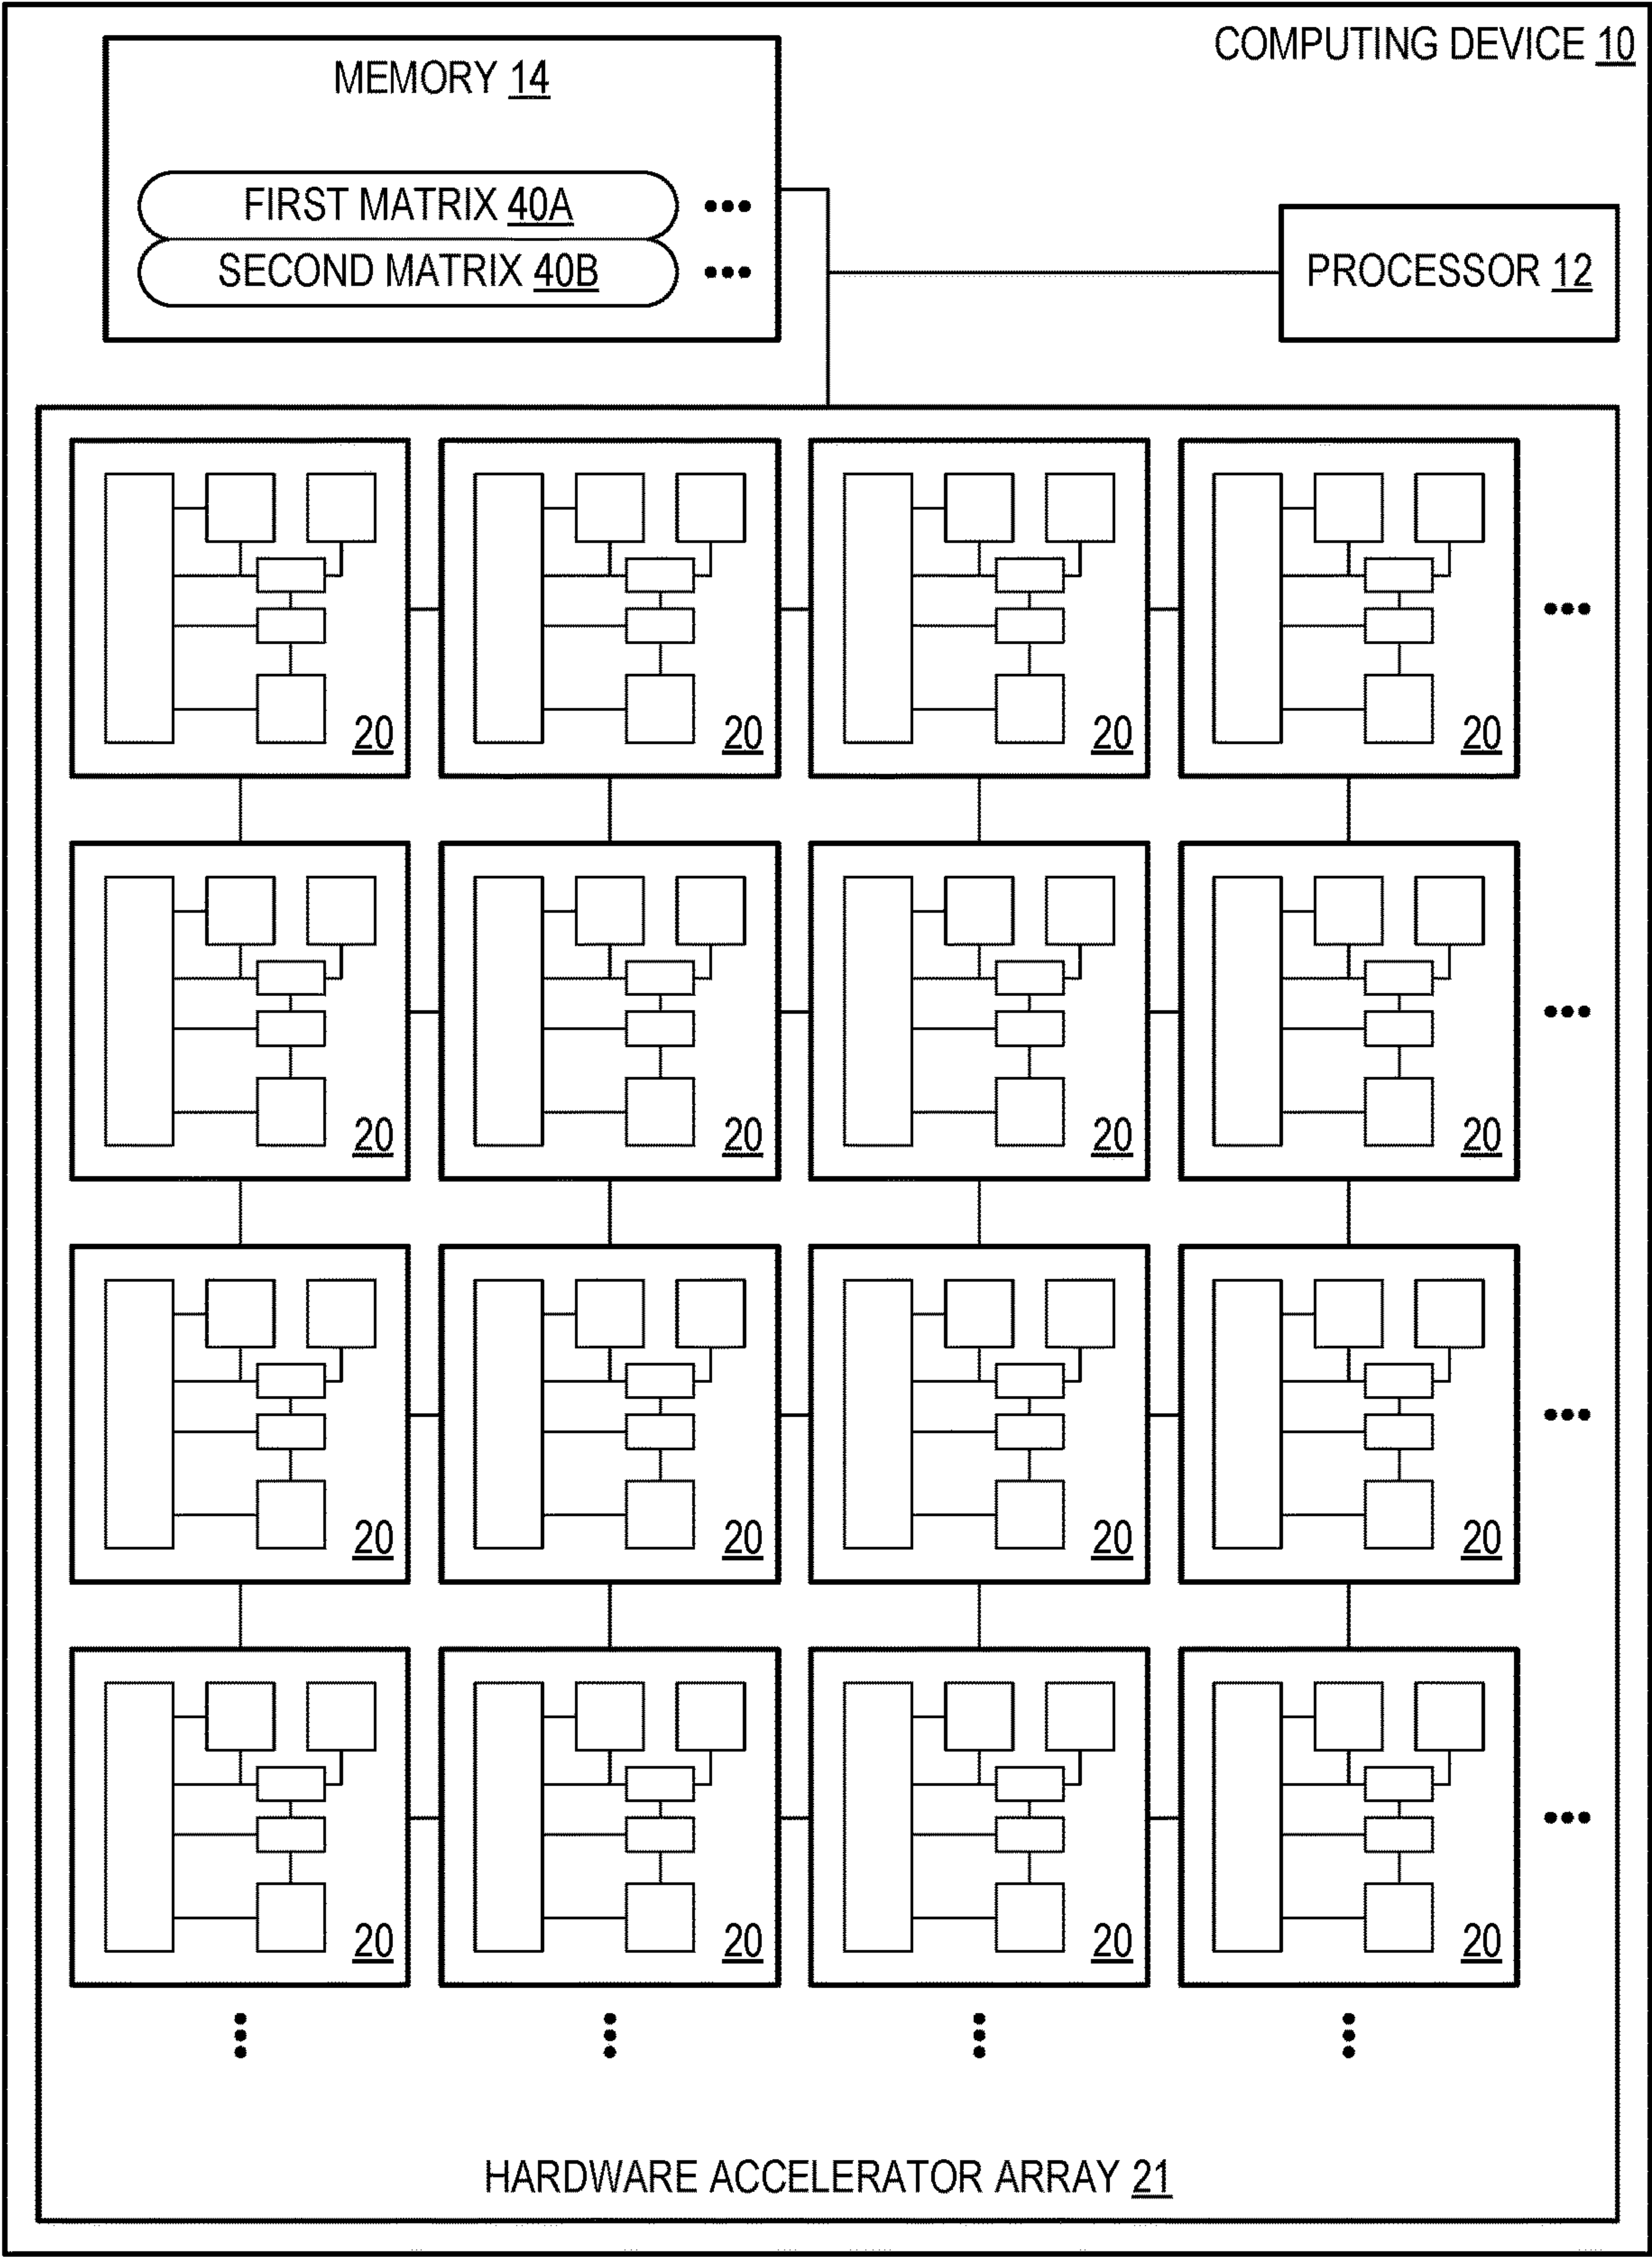 COMPUTING DEVICE 10
MEMORY 14
FIRST MATRIX 40A
SECOND MATRIX 40B
PROCESSOR 12
20 20 20 20
20 20 20 20
20 20 20 20
20 20 20 20
HARDWARE ACCELERATOR ARRAY 21